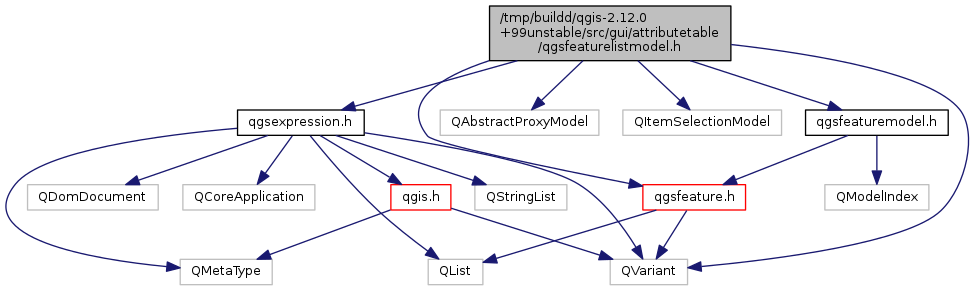 /tmp/buildd/qgis-2.12.0
+99unstable/src/gui/attributetable
/qgsfeaturelistmodel.h
qgsexpression.h
QAbstractProxyModel
QItemSelectionModel
qgsfeaturemodel.h
QDomDocument
QCoreApplication
qgis.h
QStringList
qgsfeature.h
QModelIndex
QMetaType
QList
QVariant